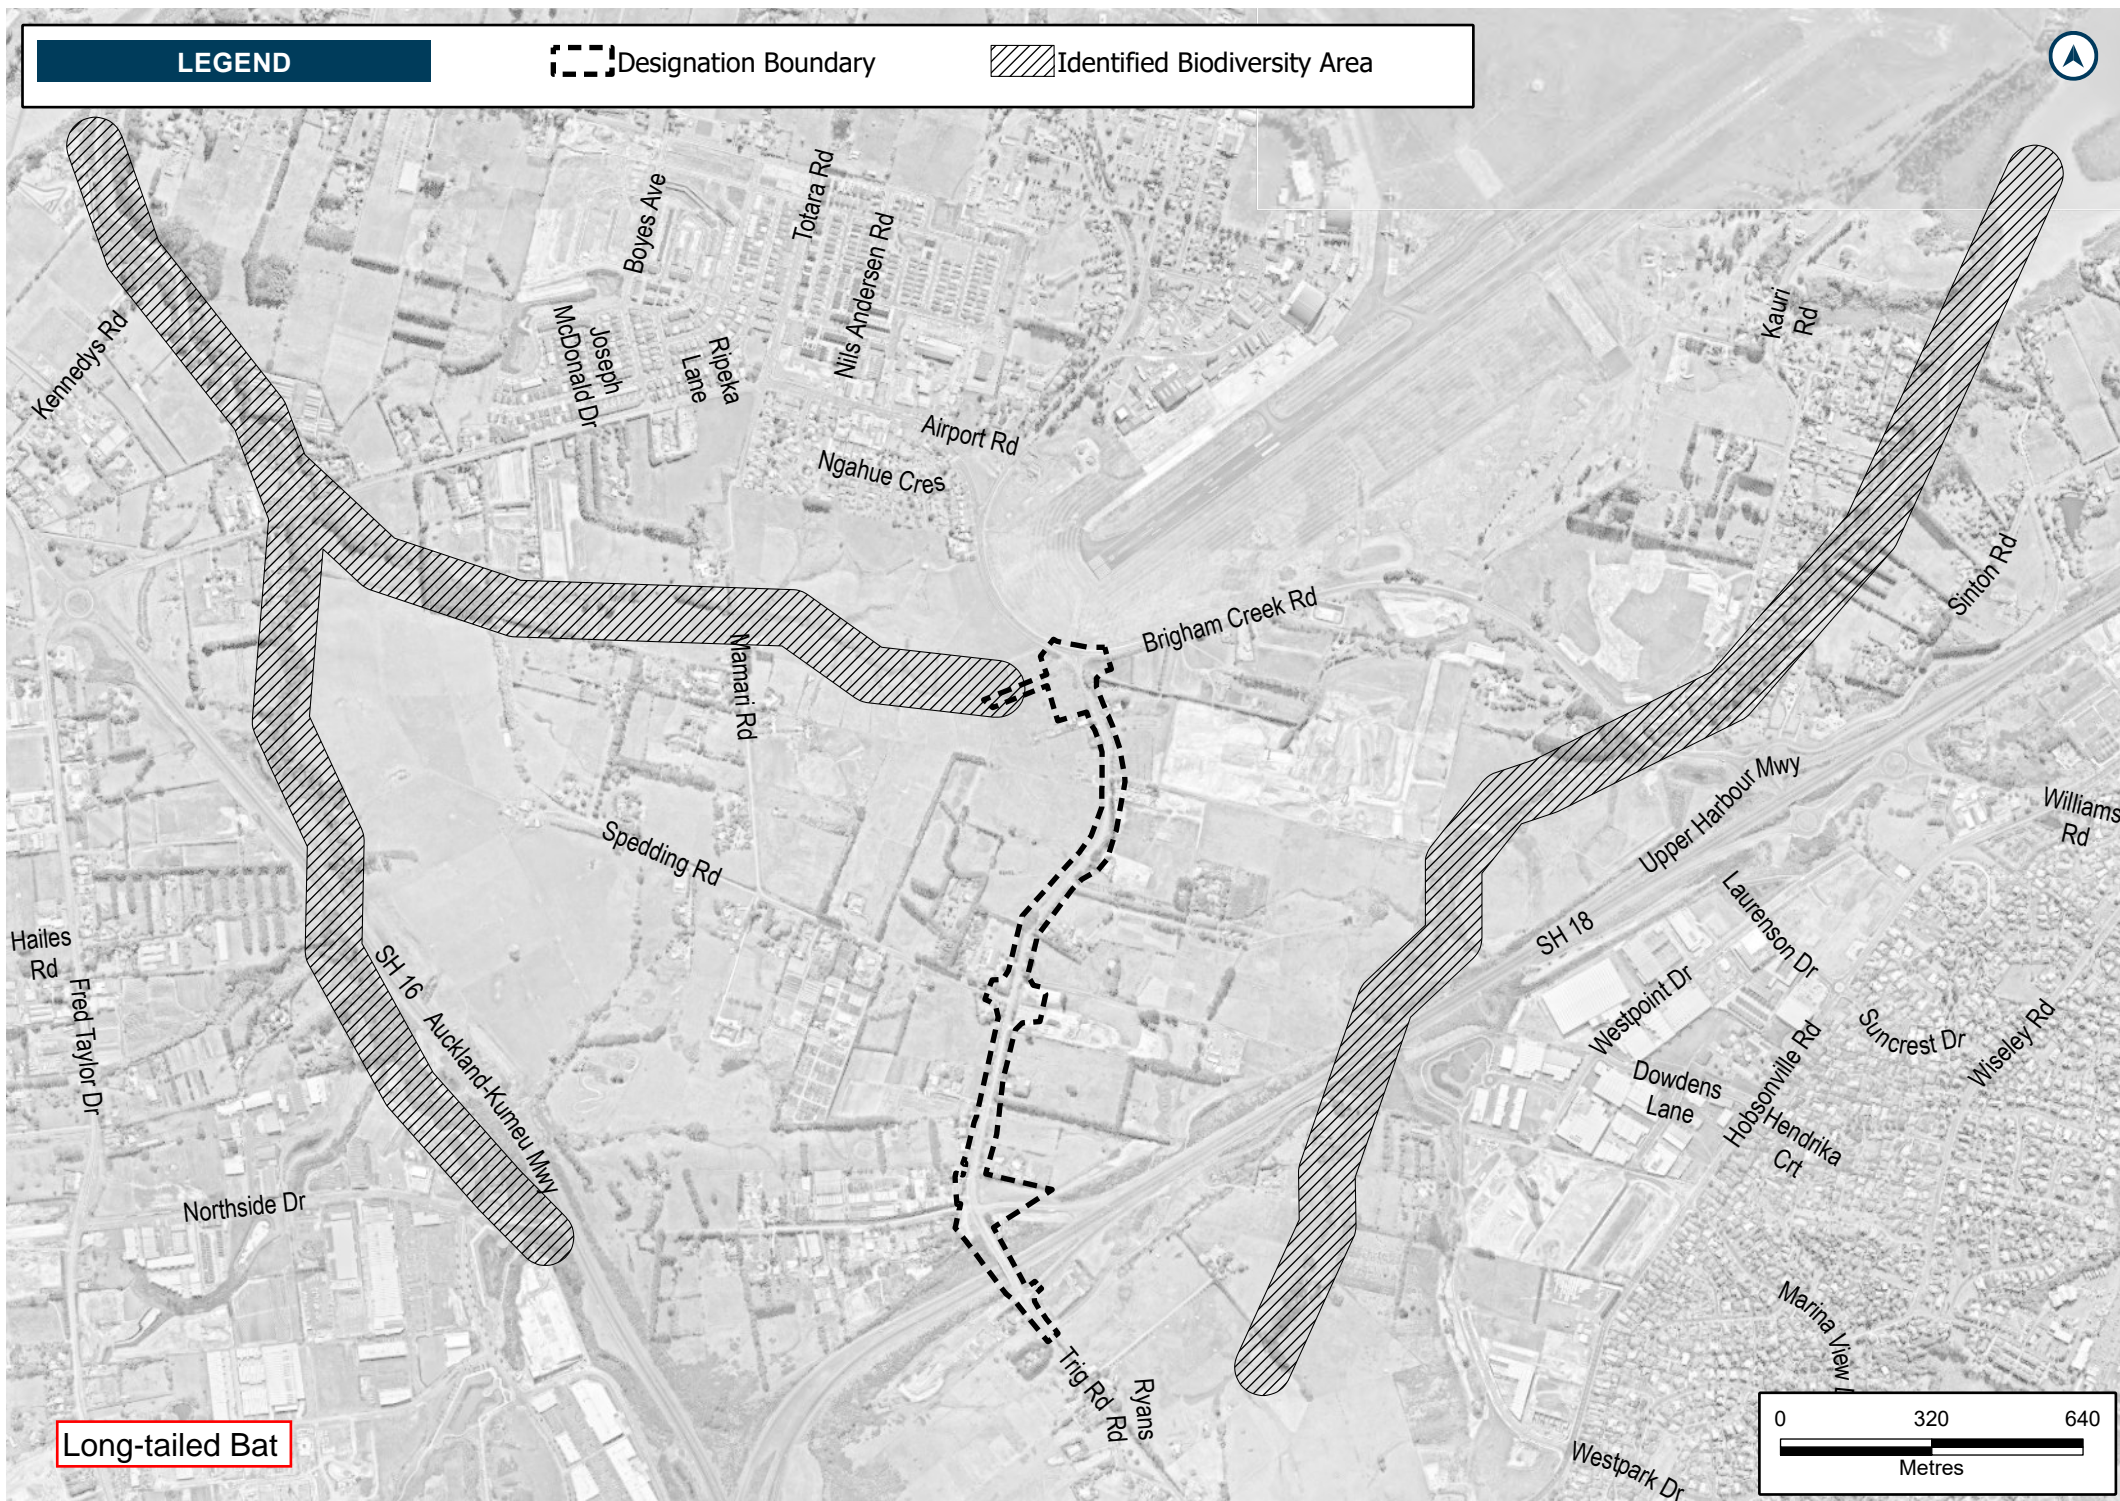 LEGEND
Designation Boundary
Identified Biodiversity Area
Boyes Ave
Totara Rd
Nils Andersen Rd
Kauri
Rd
Kennedys Rd
Joseph
McDonald Dr
Ripeka
Lane
Airport Rd
Ngahue Cres
Sinton Rd
Brigham Creek Rd
Mamari Rd
Spedding Rd
Upper Harbour Mwy
Williams
Rd
Hailes
Rd
Fred Taylor Dr
SH 16
Auckland-Kumeu Mwy
SH 18
Laurenson Dr
Westpoint Dr
Suncrest Dr
Wiseley Rd
Dowdens
Lane
Hobsonville Rd
Hendrika
Crt
Northside Dr
Marina View
Trig Rd
Ryans
Rd
Westpark Dr
Long-tailed Bat
0 320 640
Metres